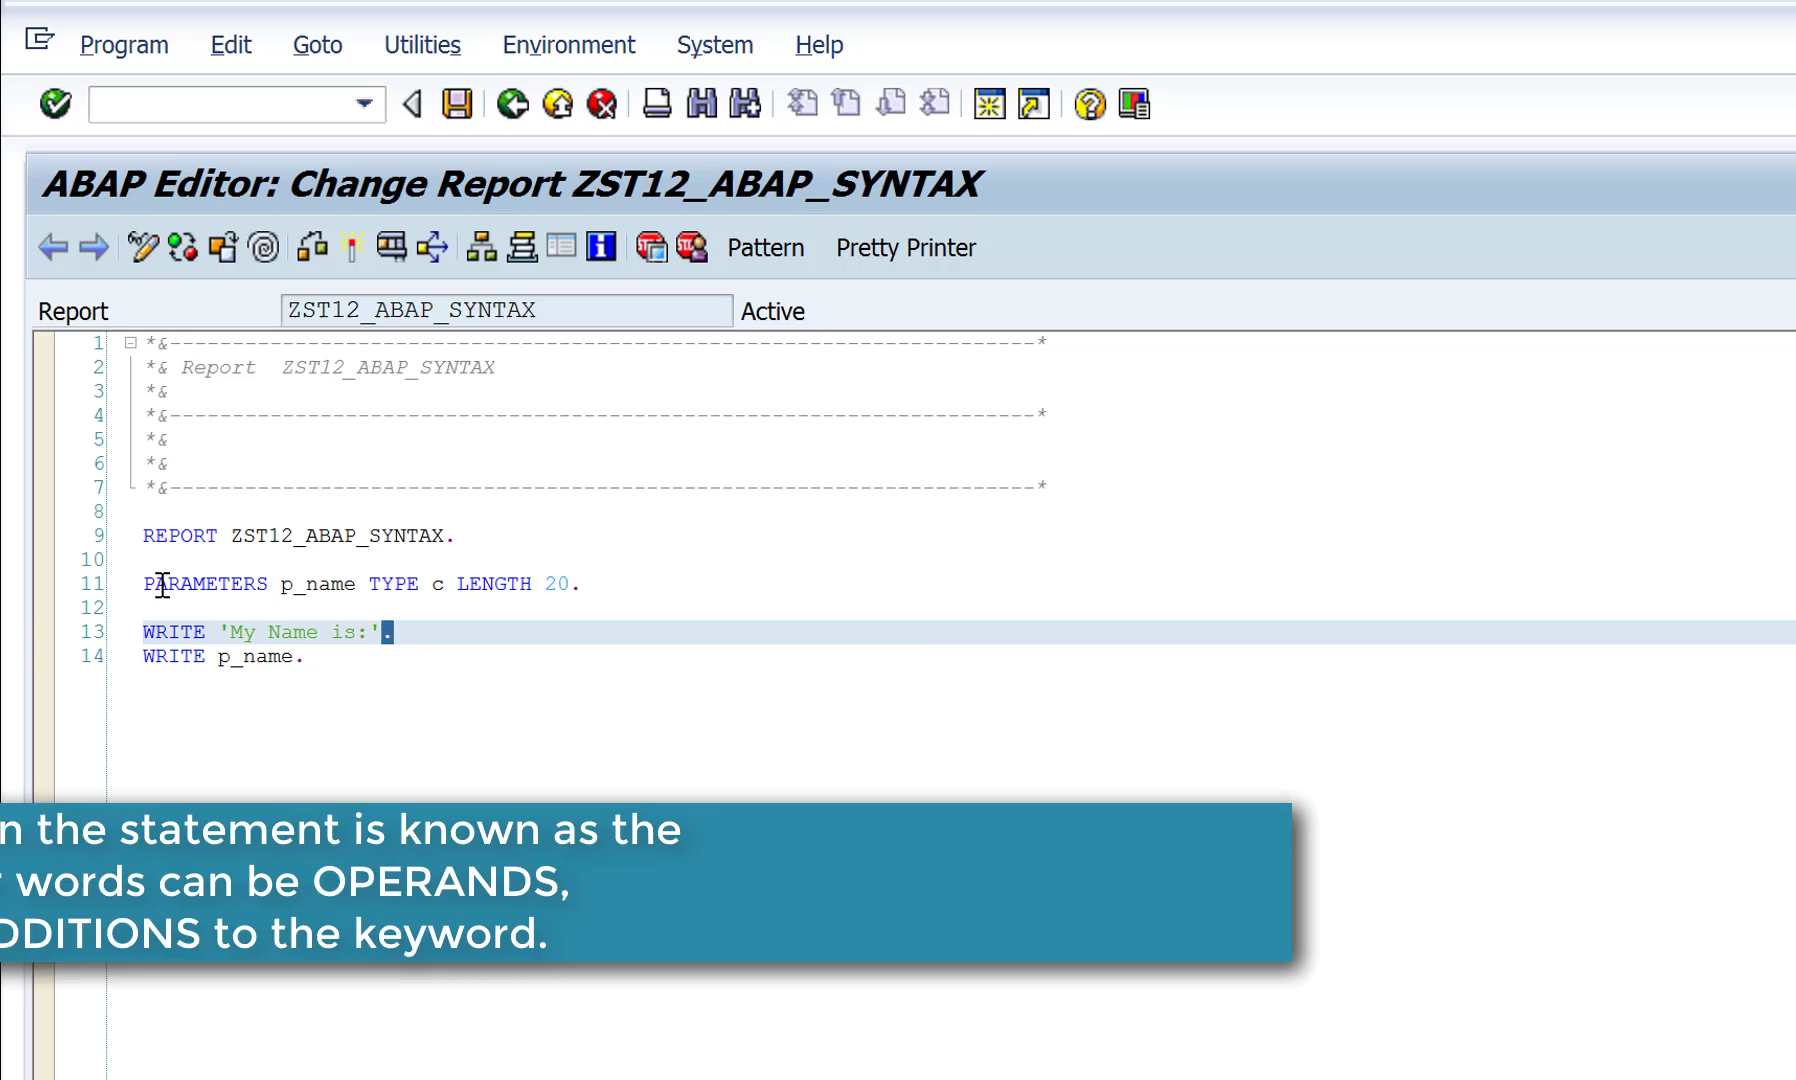 Program Edit Goto Utilities Environment System Help
ABAP Editor: Change Report ZST12_ABAP_SYNTAX
Pattern Pretty Printer
Report ZST12_ABAP_SYNTAX Active
1 *&---------------------------------------------------------------------*
2 *& Report ZST12_ABAP_SYNTAX
3 *&
4 *&---------------------------------------------------------------------*
5 *&
6 *&
7 *&---------------------------------------------------------------------*
8
9 REPORT ZST12_ABAP_SYNTAX.
10
11 PARAMETERS p_name TYPE c LENGTH 20.
12
13 WRITE 'My Name is:'.
14 WRITE p_name.
n the statement is known as the
r words can be OPERANDS,
DDITIONS to the keyword.